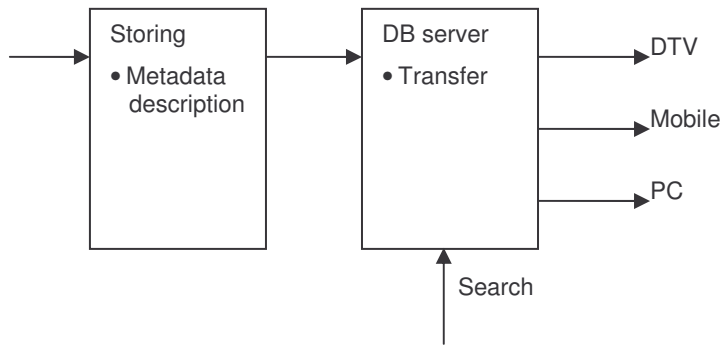 Storing
• Metadata
description
DB server
• Transfer
DTV
Mobile
PC
Search